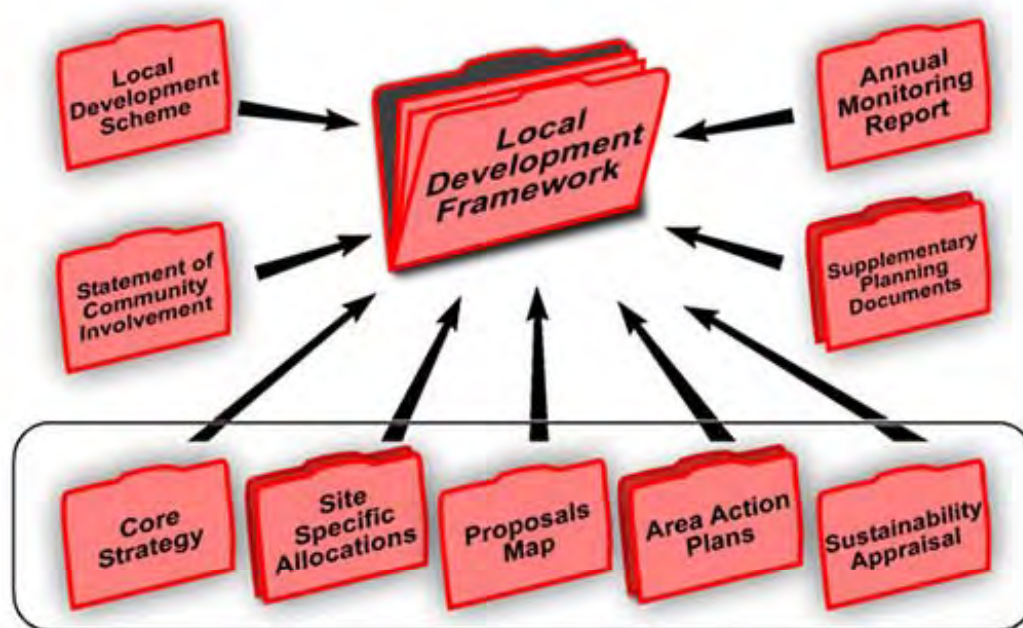 Local
Development
Scheme
Local
Development
Framework
Annual
Monitoring
Report
Statement of
Community
Involvement
Supplementary
Planning
Documents
Core
Strategy
Site
Specific
Allocations
Proposals
Map
Area Action
Plans
Sustainability
Appraisal